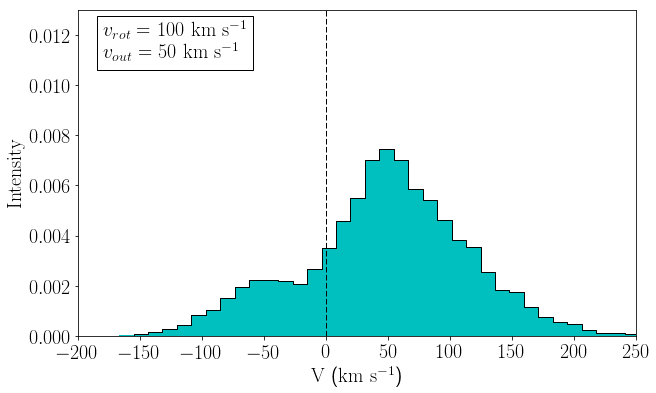 v_rot = 100 km s⁻¹
v_out = 50 km s⁻¹
0.012
0.010
0.008
0.006
0.004
0.002
0.000
Intensity
−200 −150 −100 −50 0 50 100 150 200 250
V (km s⁻¹)